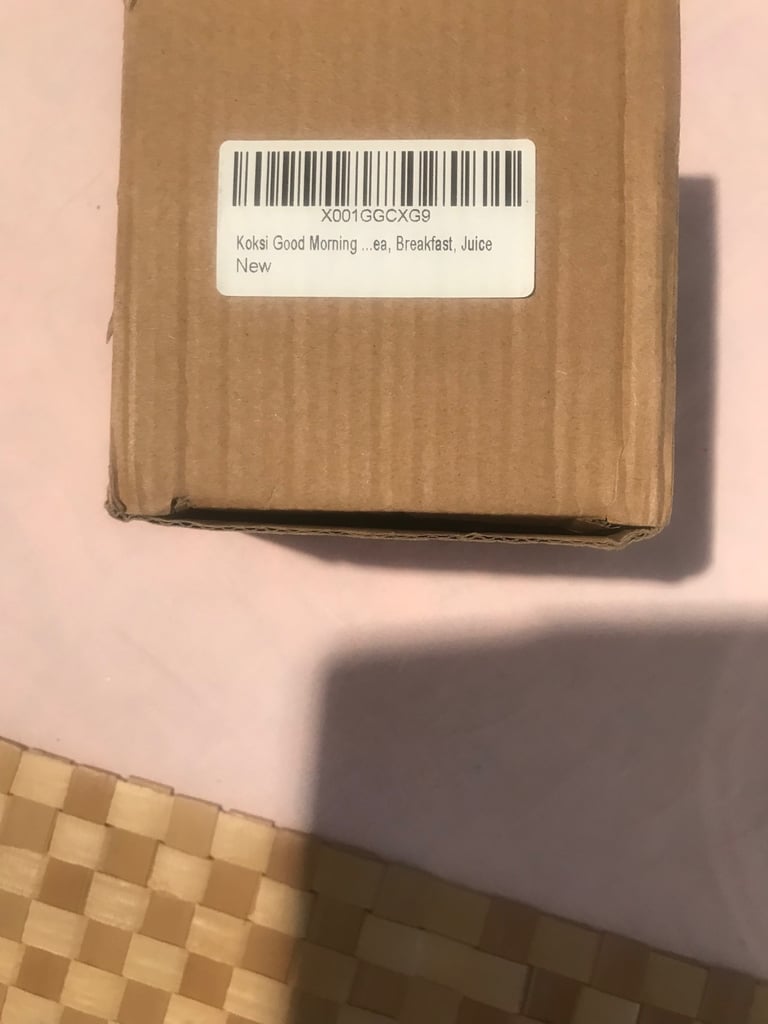 X001GGCXG9
Koksi Good Morning ...ea, Breakfast, Juice
New